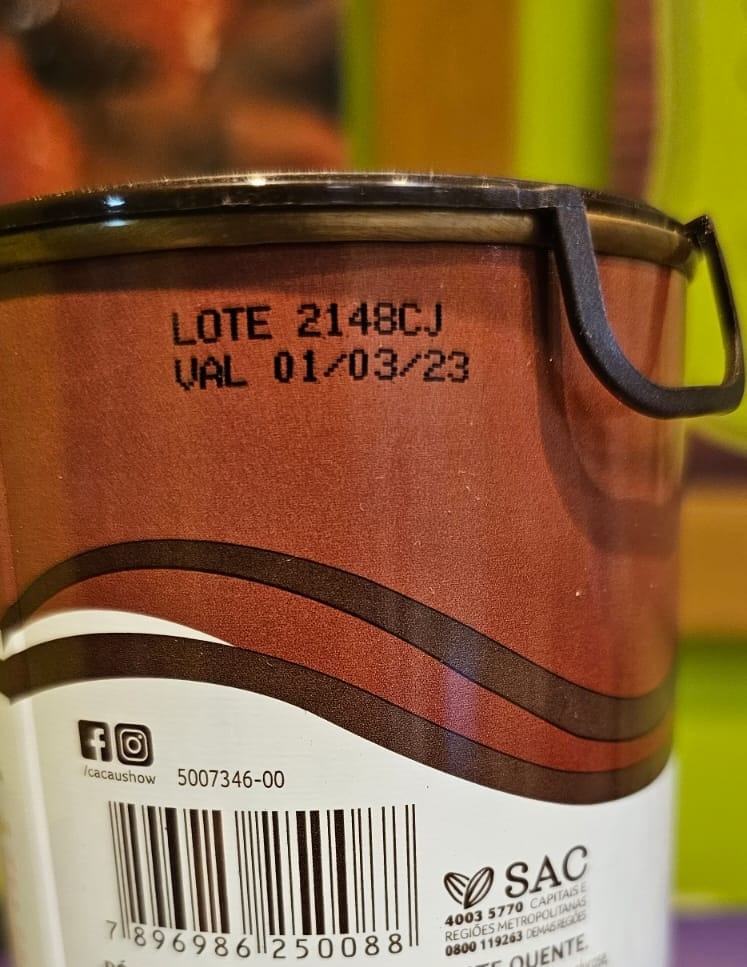 LOTE 2148CJ
VAL 01/03/23
/cacaushow 5007346-00
7 896986 250088
SAC
4003 5770 CAPITAIS E
REGIÕES METROPOLITANAS
0800 119263 DEMAIS REGIÕES
QUENTE.